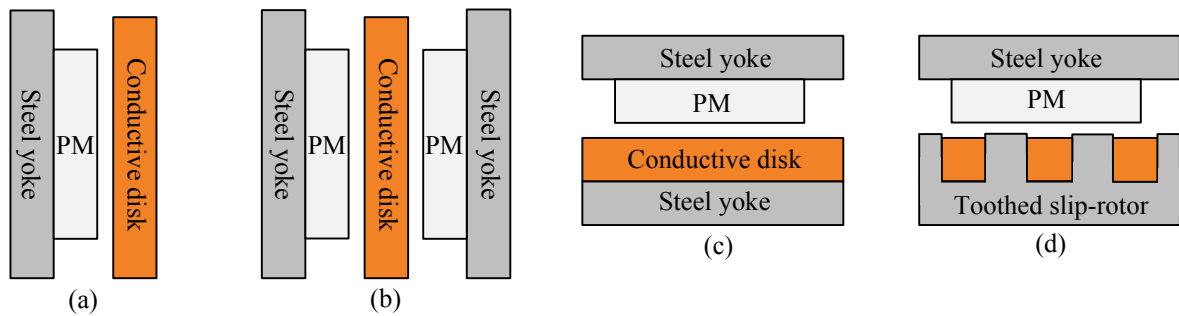 Steel yoke
PM
Conductive disk
(a)
Steel yoke
PM
Conductive disk
PM
Steel yoke
(b)
Steel yoke
PM
Conductive disk
Steel yoke
(c)
Steel yoke
PM
Toothed slip-rotor
(d)